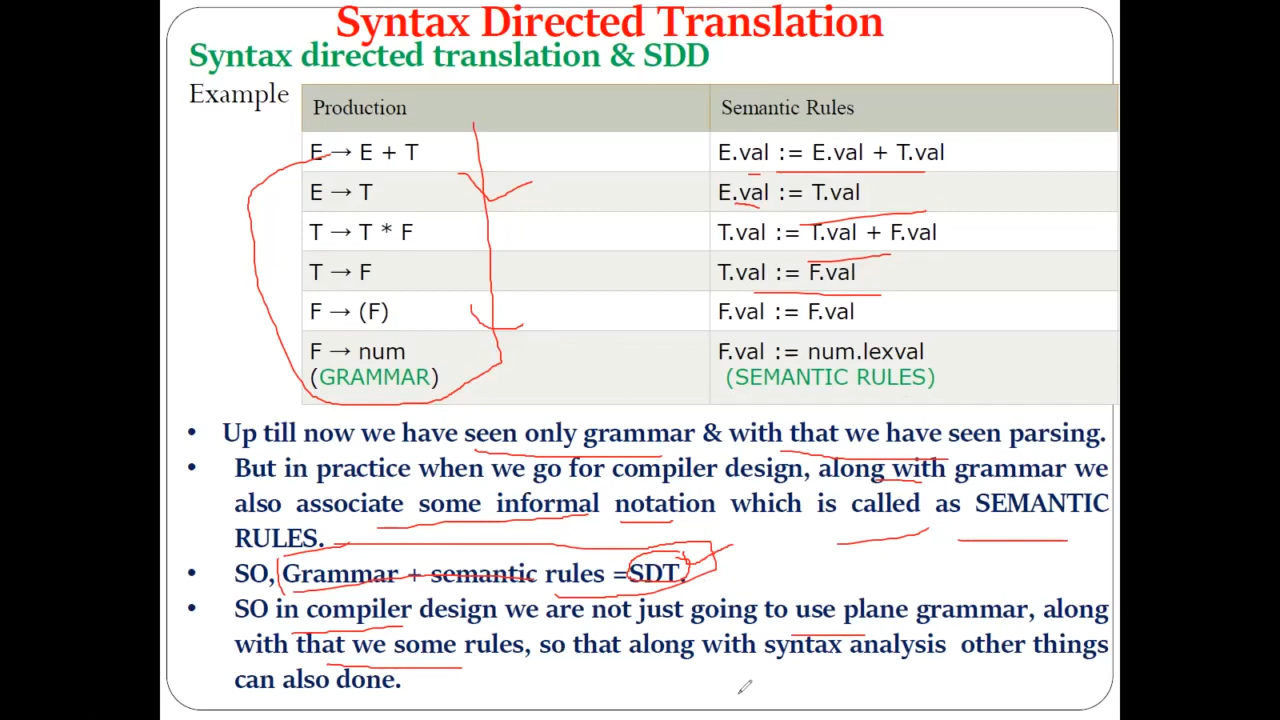 Syntax Directed Translation
Syntax directed translation & SDD
Example
Production Semantic Rules
E → E + T E.val := E.val + T.val
E → T E.val := T.val
T → T * F T.val := T.val + F.val
T → F T.val := F.val
F → (F) F.val := F.val
F → num F.val := num.lexval
(GRAMMAR) (SEMANTIC RULES)
• Up till now we have seen only grammar & with that we have seen parsing.
• But in practice when we go for compiler design, along with grammar we
also associate some informal notation which is called as SEMANTIC
RULES.
• SO, Grammar + semantic rules =SDT.
• SO in compiler design we are not just going to use plane grammar, along
with that we some rules, so that along with syntax analysis other things
can also done.